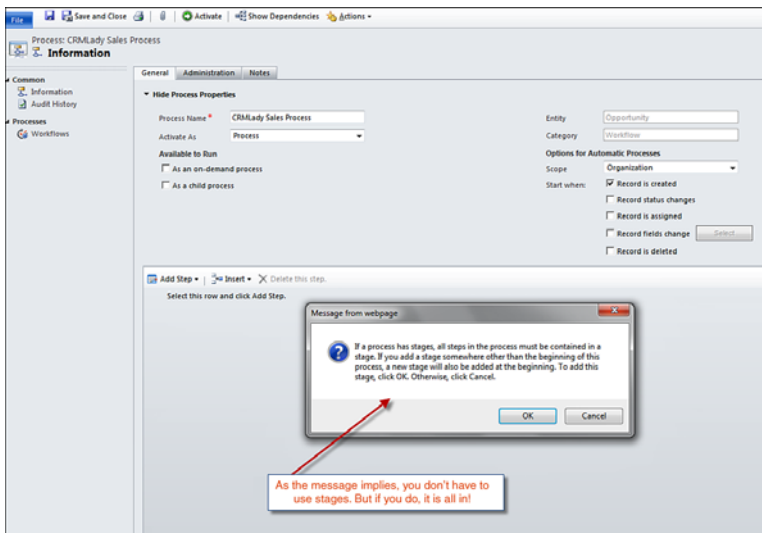 File
Save and Close
Activate
Show Dependencies
Actions
Process: CRMLady Sales Process
Information
Common
Information
Audit History
Processes
Workflows
General Administration Notes
Hide Process Properties
Process Name * CRMLady Sales Process
Activate As Process
Available to Run
As an on-demand process
As a child process
Entity Opportunity
Category Workflow
Options for Automatic Processes
Scope Organization
Start when: Record is created
Record status changes
Record is assigned
Record fields change Select
Record is deleted
Add Step Insert Delete this step.
Select this row and click Add Step.
Message from webpage
If a process has stages, all steps in the process must be contained in a
stage. If you add a stage somewhere other than the beginning of this
process, a new stage will also be added at the beginning. To add this
stage, click OK. Otherwise, click Cancel.
OK Cancel
As the message implies, you don't have to
use stages. But if you do, it is all in!